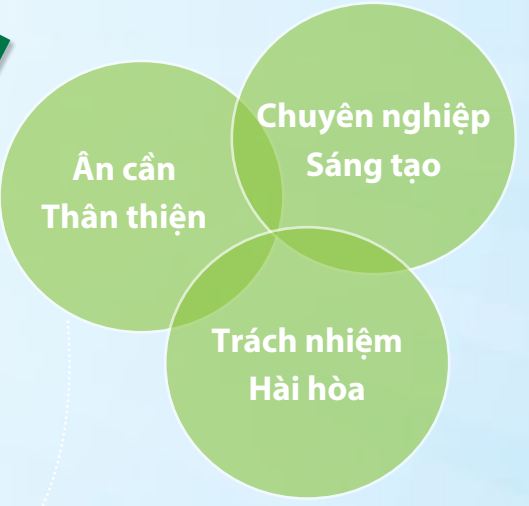 Ân cần
Thân thiện
Chuyên nghiệp
Sáng tạo
Trách nhiệm
Hài hòa